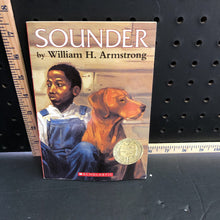 SOUNDER
by William H. Armstrong
SCHOLASTIC